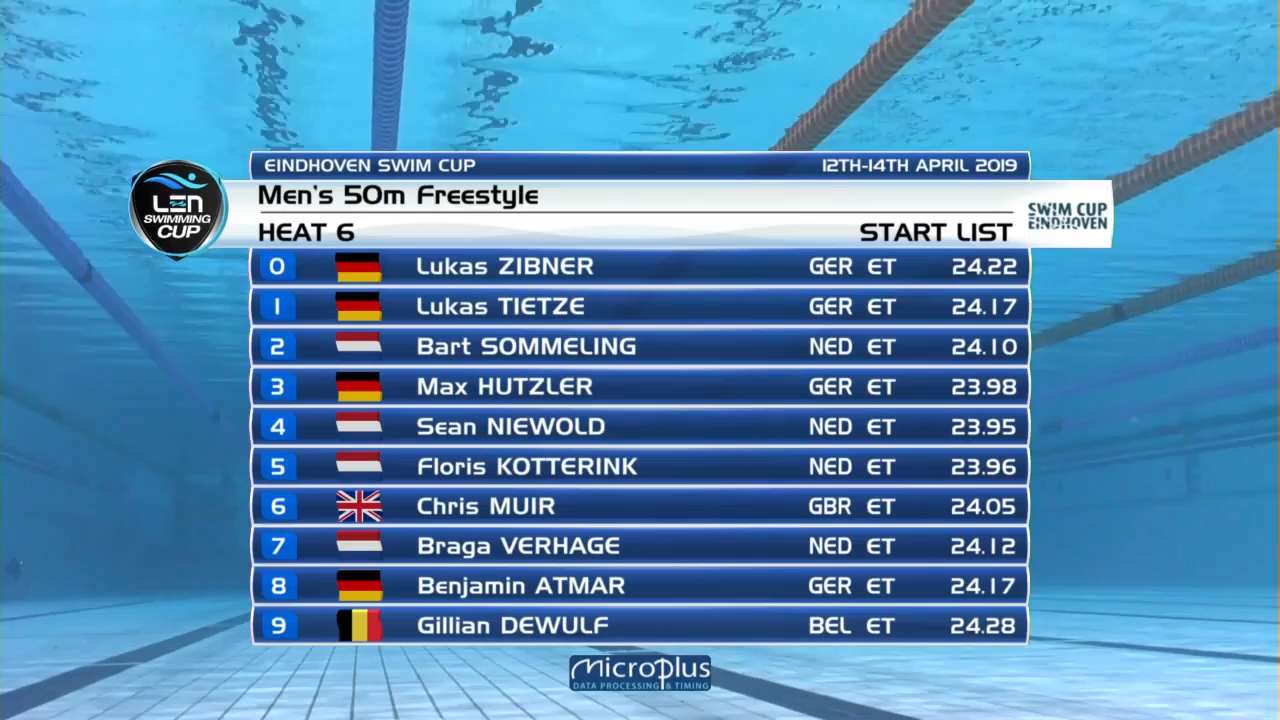 EINDHOVEN SWIM CUP 12TH-14TH APRIL 2019
LEN
SWIMMING
CUP
Men's 50m Freestyle
HEAT 6 START LIST
SWIM CUP
EINDHOVEN
0 Lukas ZIBNER GER ET 24.22
1 Lukas TIETZE GER ET 24.17
2 Bart SOMMELING NED ET 24.10
3 Max HUTZLER GER ET 23.98
4 Sean NIEWOLD NED ET 23.95
5 Floris KOTTERINK NED ET 23.96
6 Chris MUIR GBR ET 24.05
7 Braga VERHAGE NED ET 24.12
8 Benjamin ATMAR GER ET 24.17
9 Gillian DEWULF BEL ET 24.28
Microplus
DATA PROCESSING & TIMING